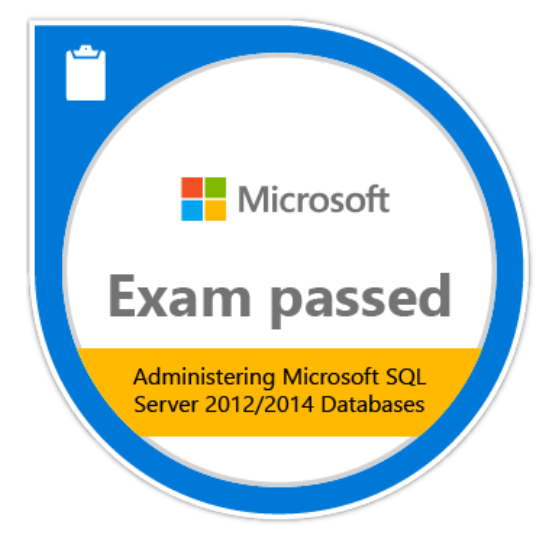 Microsoft
Exam passed
Administering Microsoft SQL
Server 2012/2014 Databases